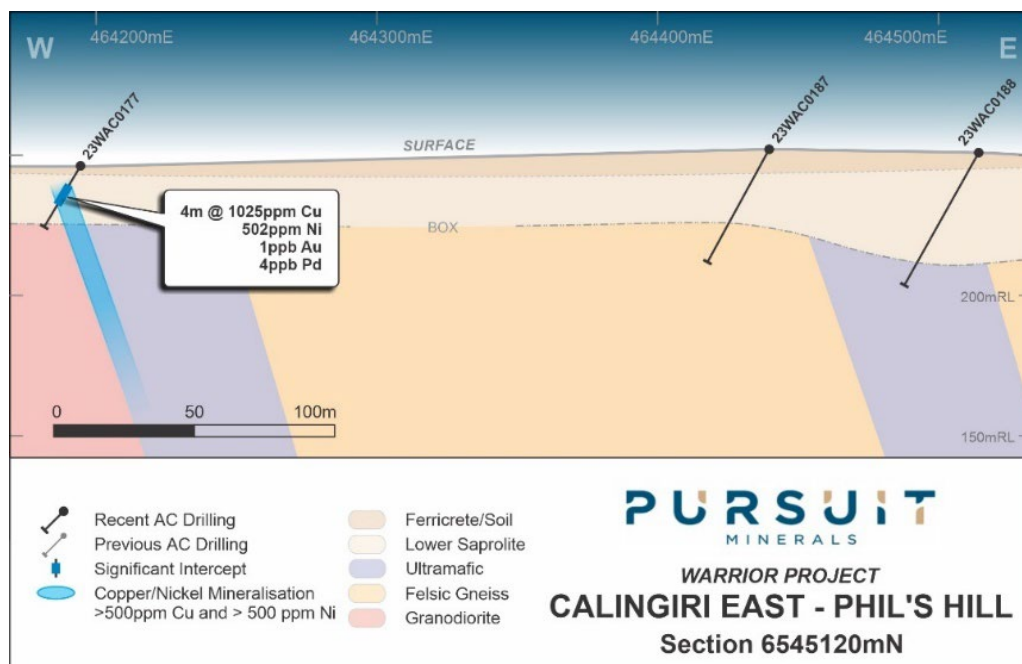 W
464200mE
464300mE
464400mE
464500mE
E
23WAC0177
23WAC0187
23WAC0188
SURFACE
4m @ 1025ppm Cu
502ppm Ni
1ppb Au
4ppb Pd
BOX
200mRL
0 50 100m
150mRL
Recent AC Drilling
Previous AC Drilling
Significant Intercept
Copper/Nickel Mineralisation
>500ppm Cu and > 500 ppm Ni
Ferricrete/Soil
Lower Saprolite
Ultramafic
Felsic Gneiss
Granodiorite
PURSUIT
MINERALS
WARRIOR PROJECT
CALINGIRI EAST - PHIL'S HILL
Section 6545120mN